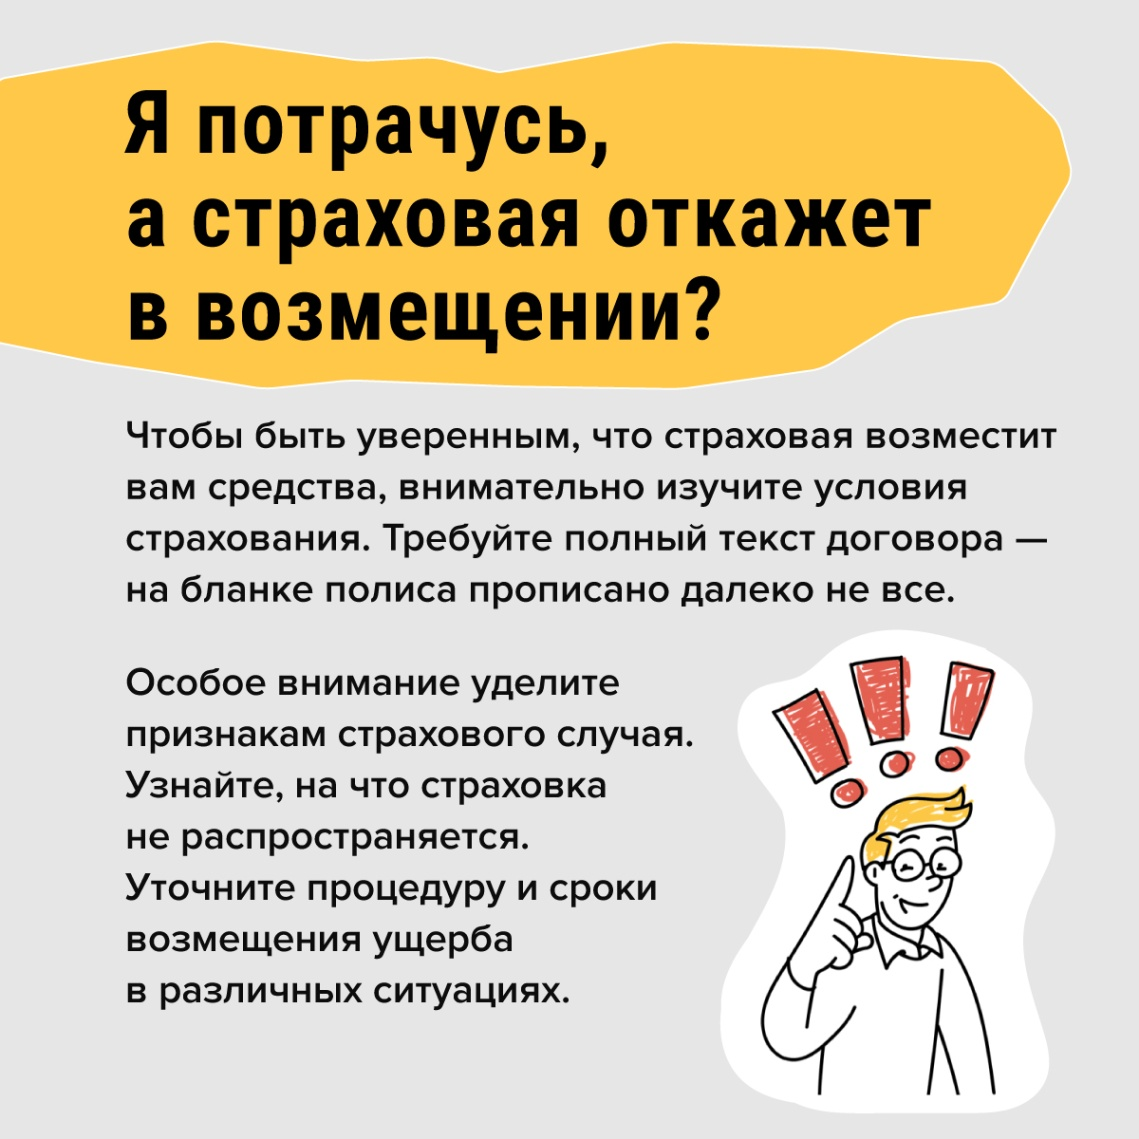 Я потрачусь,
а страховая откажет
в возмещении?
Чтобы быть уверенным, что страховая возместит
вам средства, внимательно изучите условия
страхования. Требуйте полный текст договора —
на бланке полиса прописано далеко не все.
Особое внимание уделите
признакам страхового случая.
Узнайте, на что страховка
не распространяется.
Уточните процедуру и сроки
возмещения ущерба
в различных ситуациях.